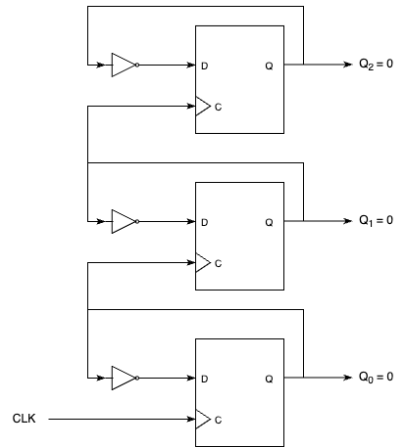 D Q Q2 = 0
C
D Q Q1 = 0
C
D Q Q0 = 0
CLK C